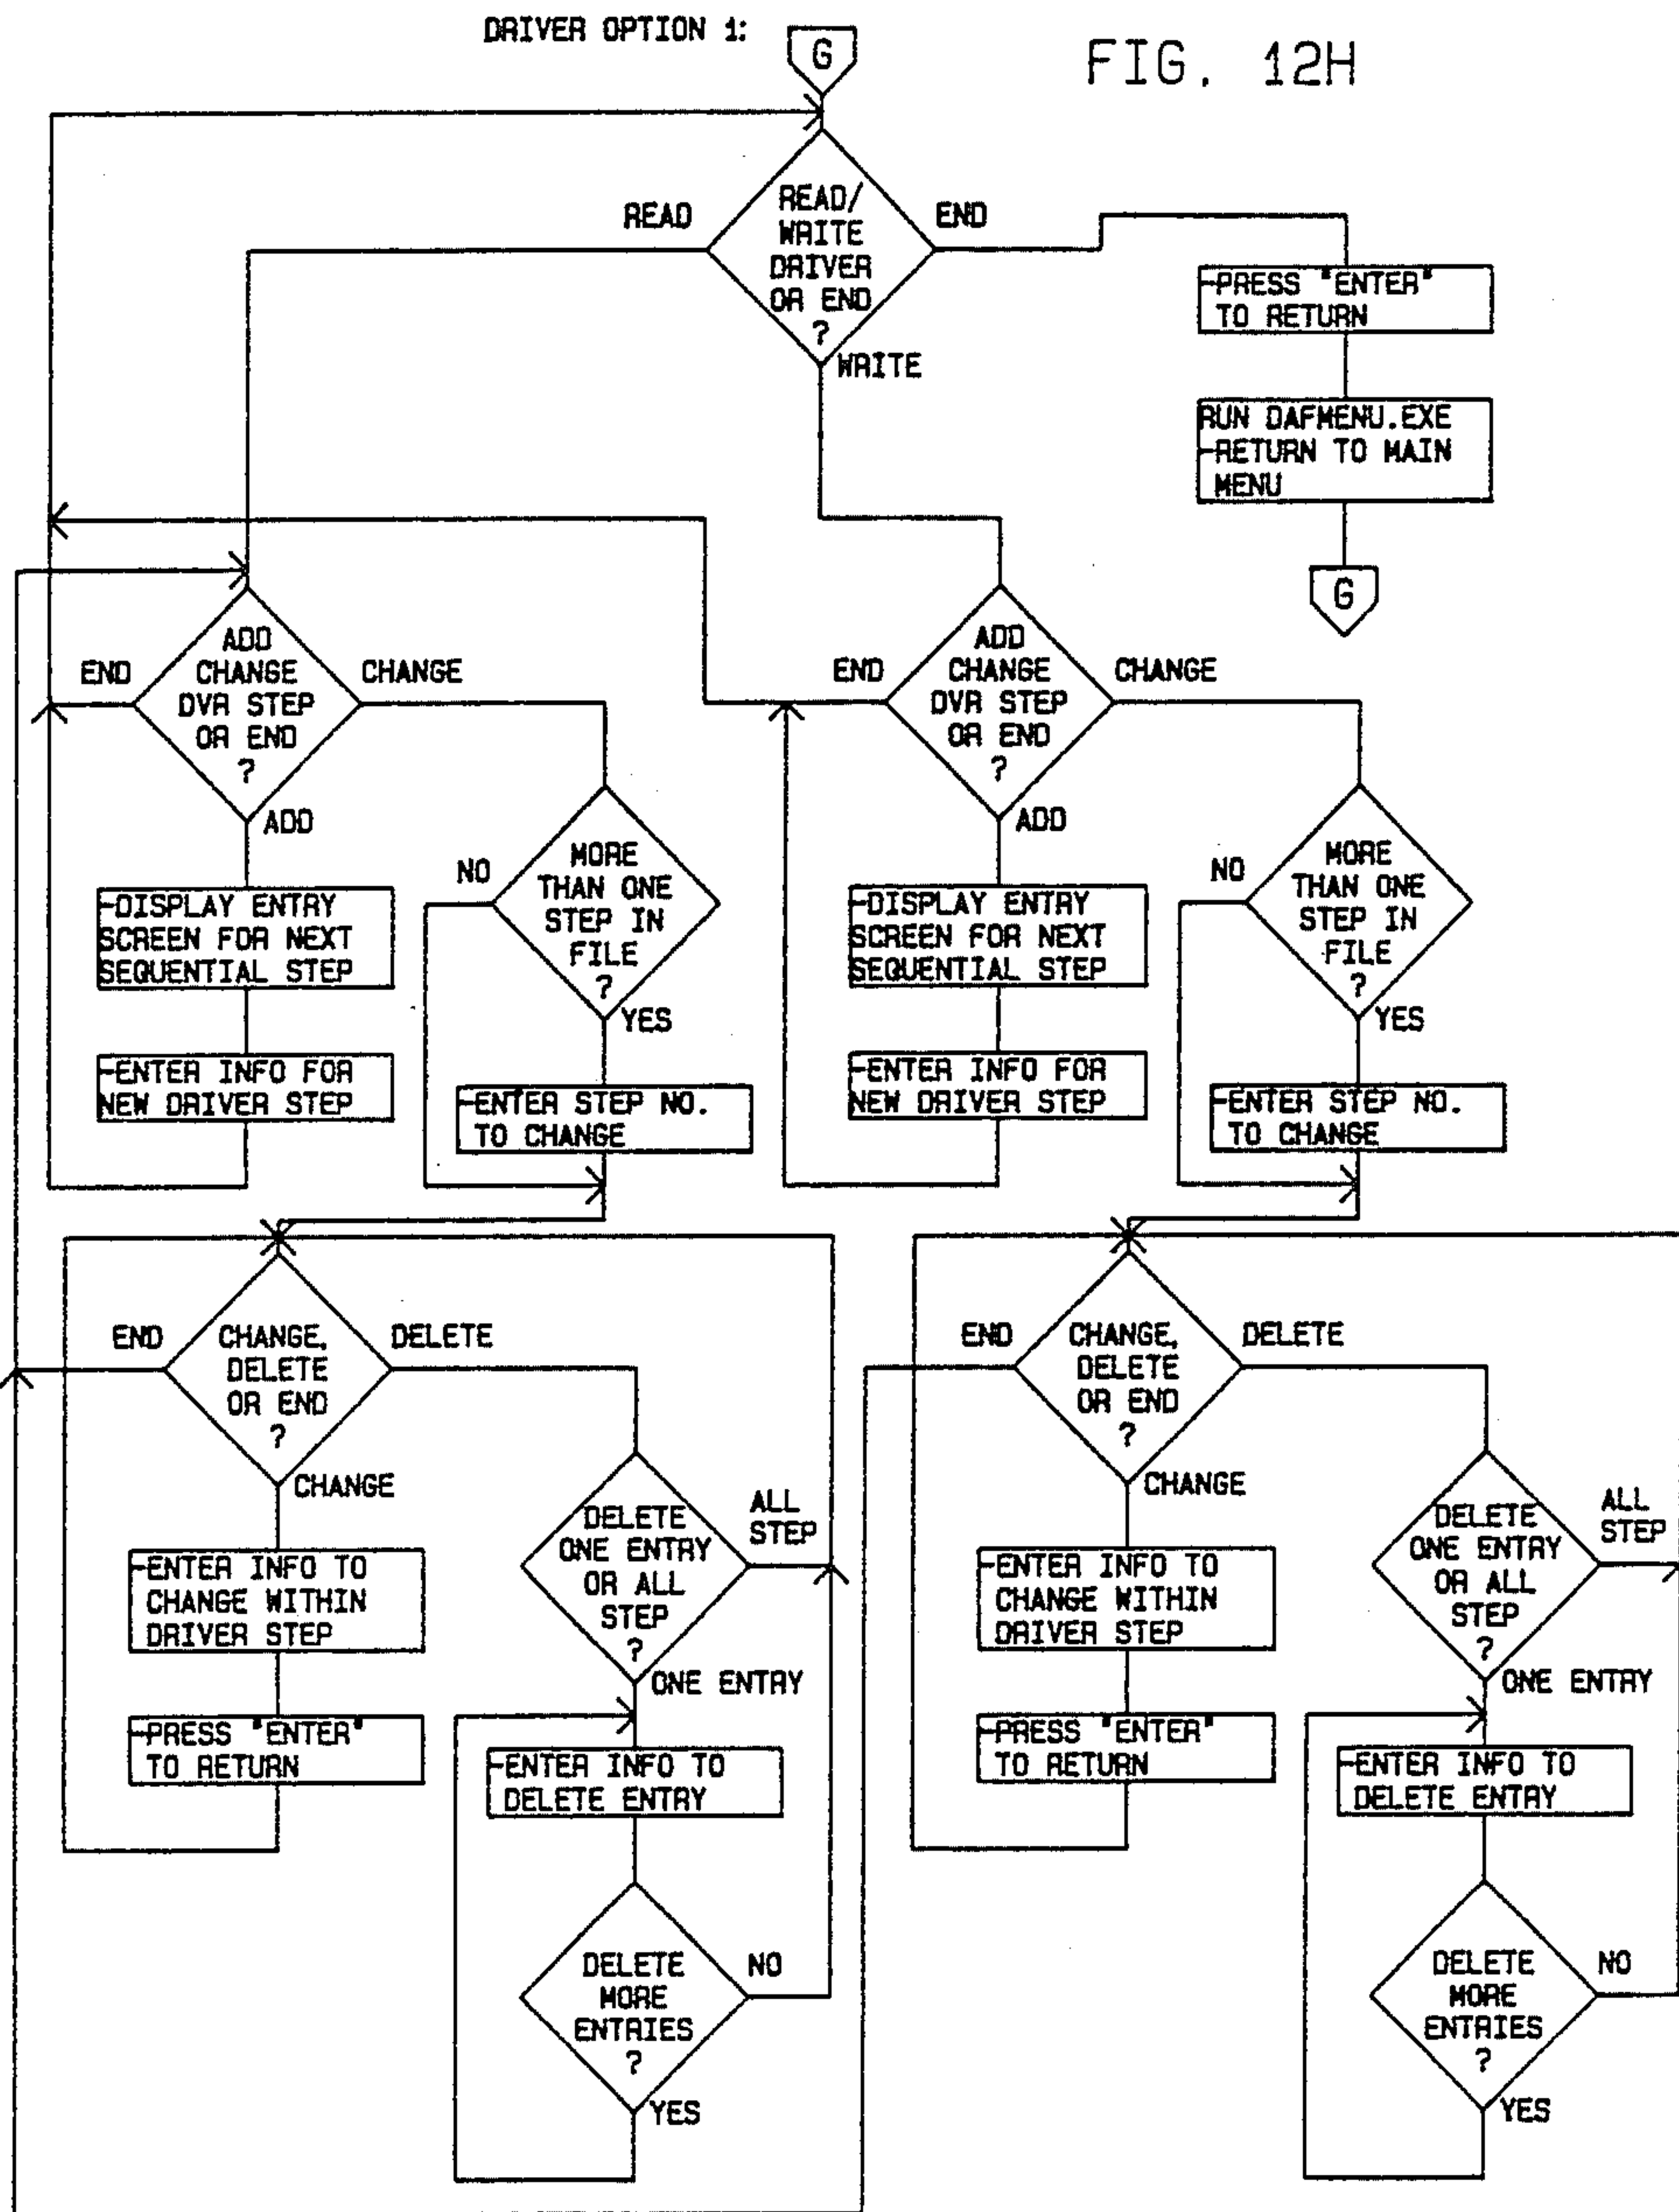 DRIVER OPTION 1:
G
FIG. 12H
READ/
WRITE
DRIVER
OR END
?
READ
END
WRITE
-PRESS "ENTER"
TO RETURN
RUN DAFMENU.EXE
-RETURN TO MAIN
MENU
G
ADD
CHANGE
DVR STEP
OR END
?
END
CHANGE
ADD
MORE
THAN ONE
STEP IN
FILE
?
NO
YES
-DISPLAY ENTRY
SCREEN FOR NEXT
SEQUENTIAL STEP
-ENTER INFO FOR
NEW DRIVER STEP
-ENTER STEP NO.
TO CHANGE
ADD
CHANGE
DVR STEP
OR END
?
END
CHANGE
ADD
MORE
THAN ONE
STEP IN
FILE
?
NO
YES
-DISPLAY ENTRY
SCREEN FOR NEXT
SEQUENTIAL STEP
-ENTER INFO FOR
NEW DRIVER STEP
-ENTER STEP NO.
TO CHANGE
CHANGE,
DELETE
OR END
?
END
DELETE
CHANGE
-ENTER INFO TO
CHANGE WITHIN
DRIVER STEP
-PRESS "ENTER"
TO RETURN
DELETE
ONE ENTRY
OR ALL
STEP
?
ALL
STEP
ONE ENTRY
-ENTER INFO TO
DELETE ENTRY
DELETE
MORE
ENTRIES
?
NO
YES
CHANGE,
DELETE
OR END
?
END
DELETE
CHANGE
-ENTER INFO TO
CHANGE WITHIN
DRIVER STEP
-PRESS "ENTER"
TO RETURN
DELETE
ONE ENTRY
OR ALL
STEP
?
ALL
STEP
ONE ENTRY
-ENTER INFO TO
DELETE ENTRY
DELETE
MORE
ENTRIES
?
NO
YES